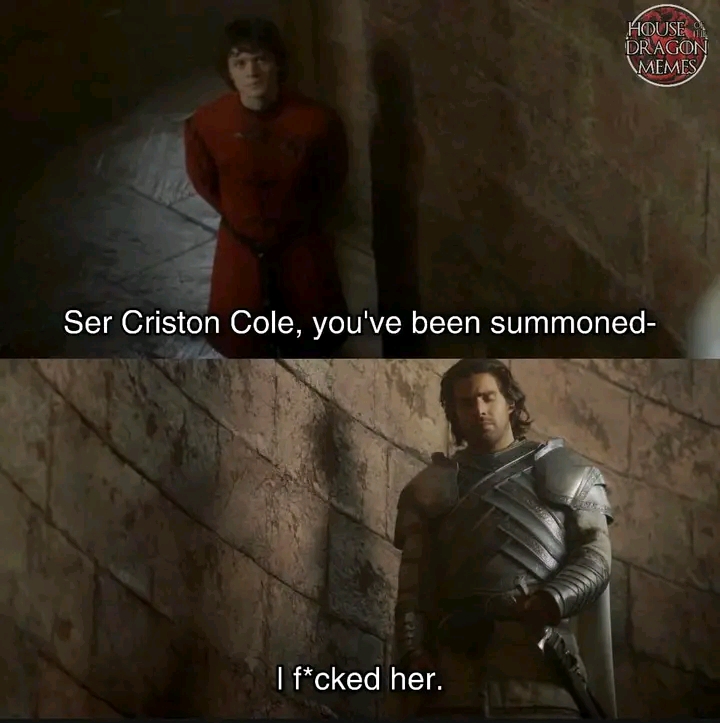 HOUSE OF THE
DRAGON
MEMES
Ser Criston Cole, you've been summoned-
I f*cked her.